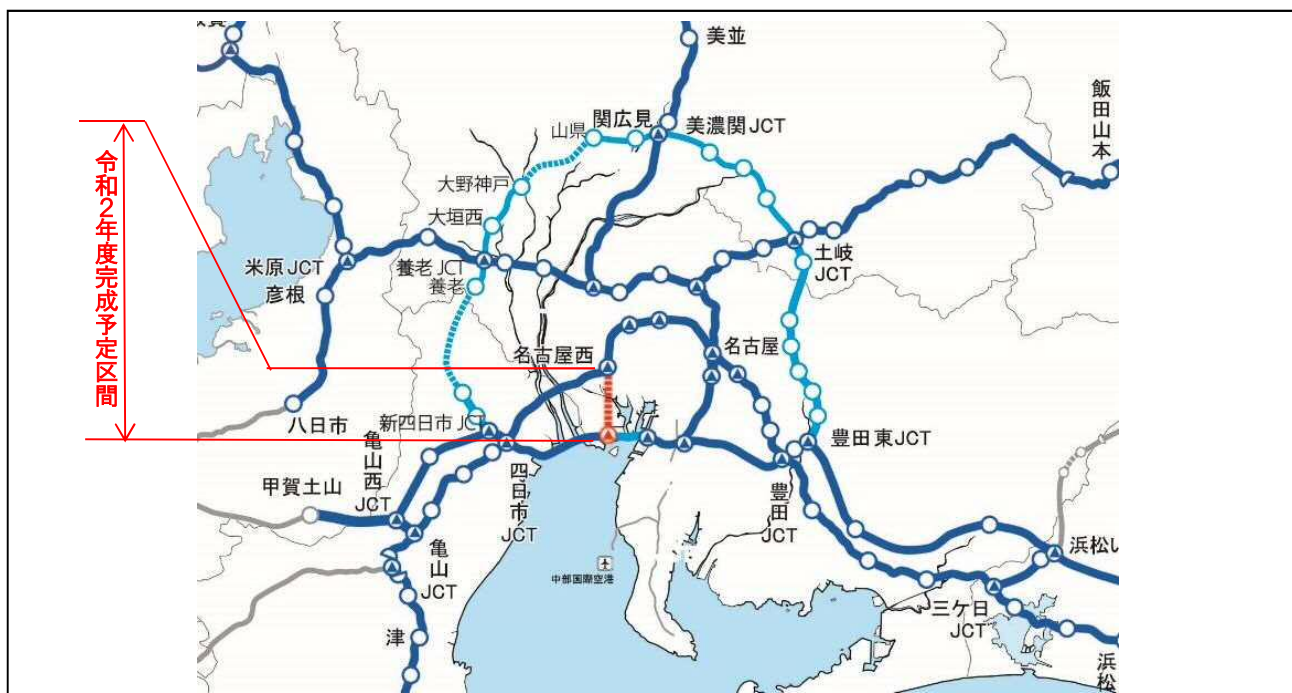 美並
飯田山本
関広見
美濃関JCT
山県
大野神戸
大垣西
土岐
JCT
米原JCT
彦根
養老JCT
養老
令和2年度完成予定区間
名古屋西
名古屋
八日市
新四日市JCT
豊田東JCT
亀山西
JCT
甲賀土山
四日市
JCT
豊田
JCT
亀山
JCT
浜松い
中部国際空港
三ケ日
JCT
津
浜松